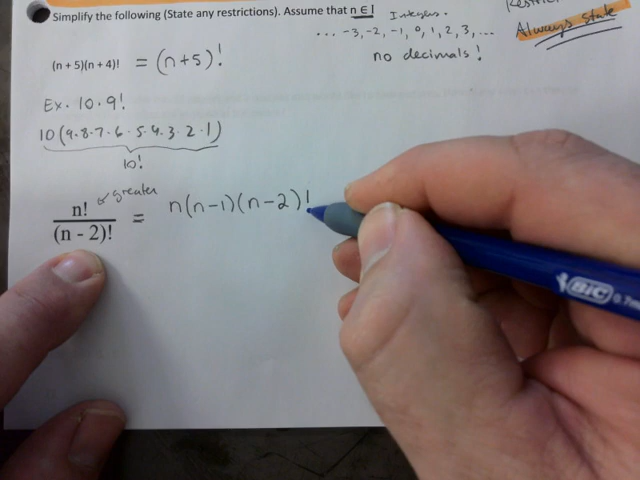 Simplify the following (State any restrictions). Assume that n ∈ I Integers.
Always state
... -3, -2, -1, 0, 1, 2, 3, ...
no decimals!
(n + 5)(n + 4)! = (n+5)!
Ex. 10·9!
10(9·8·7·6·5·4·3·2·1)
10!
n! greater
(n - 2)! = n(n-1)(n-2)!
BIC